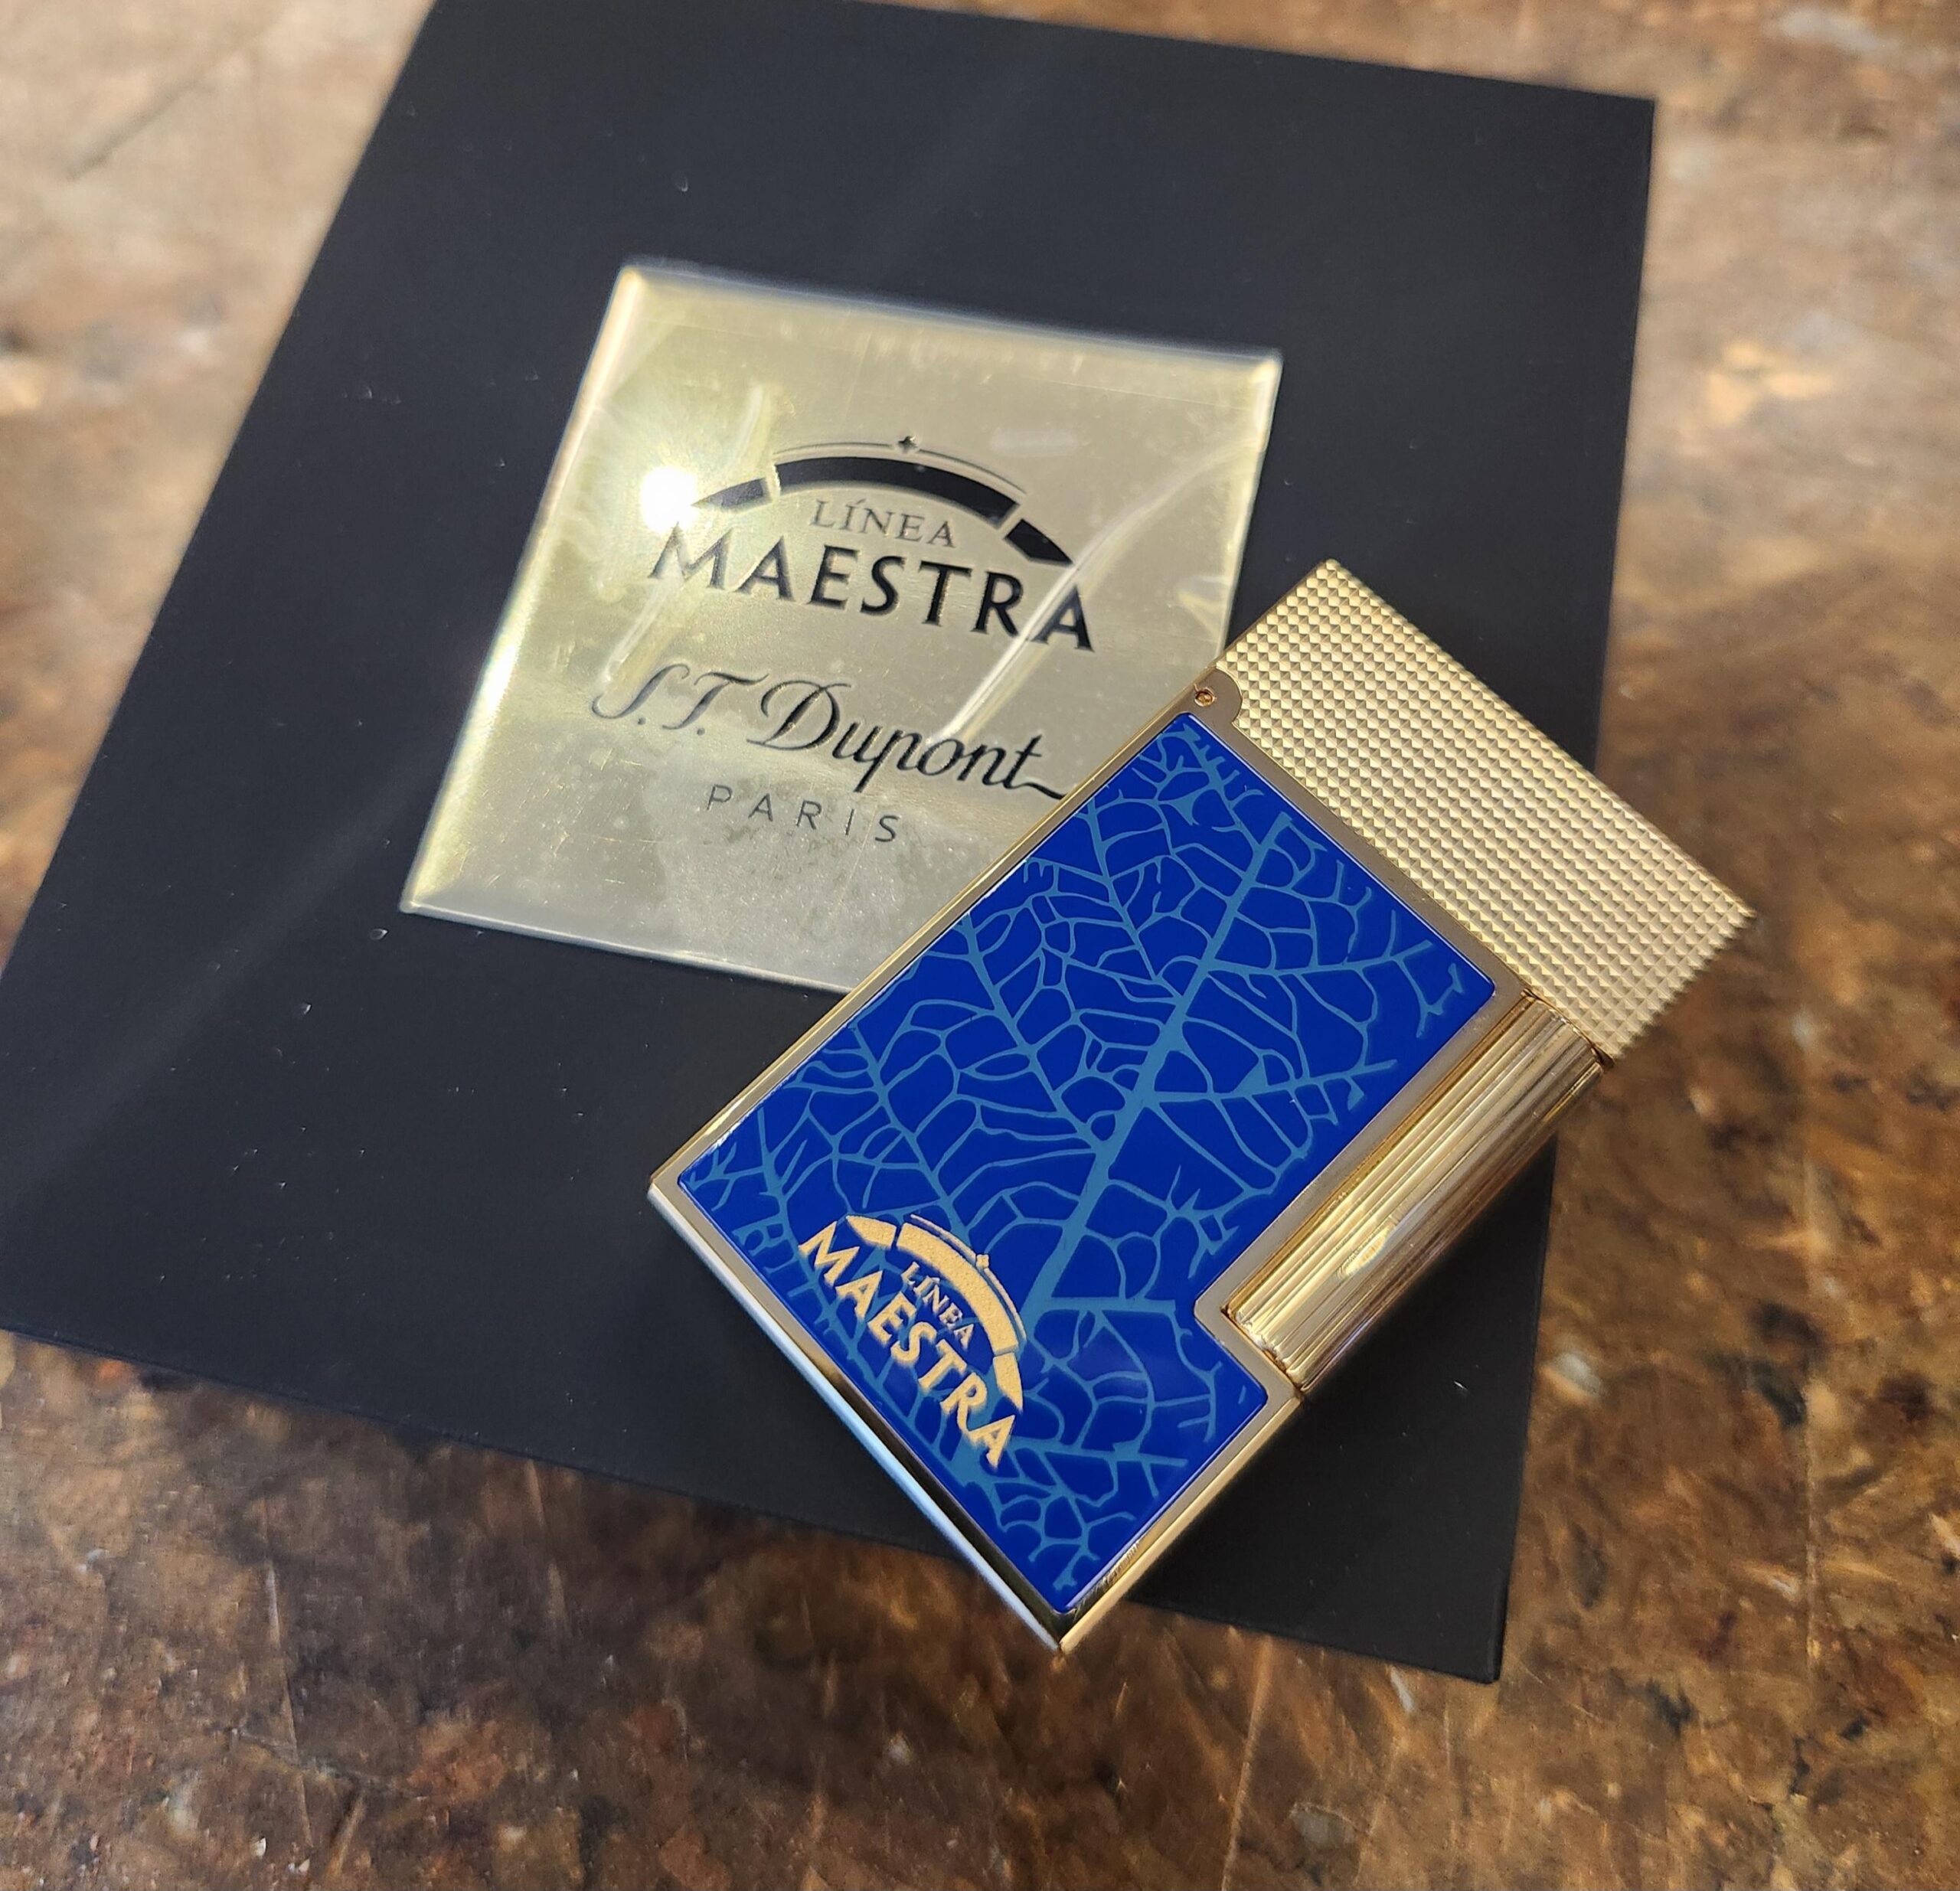 LÍNEA
MAESTRA
S.T. Dupont
PARIS
LÍNEA
MAESTRA